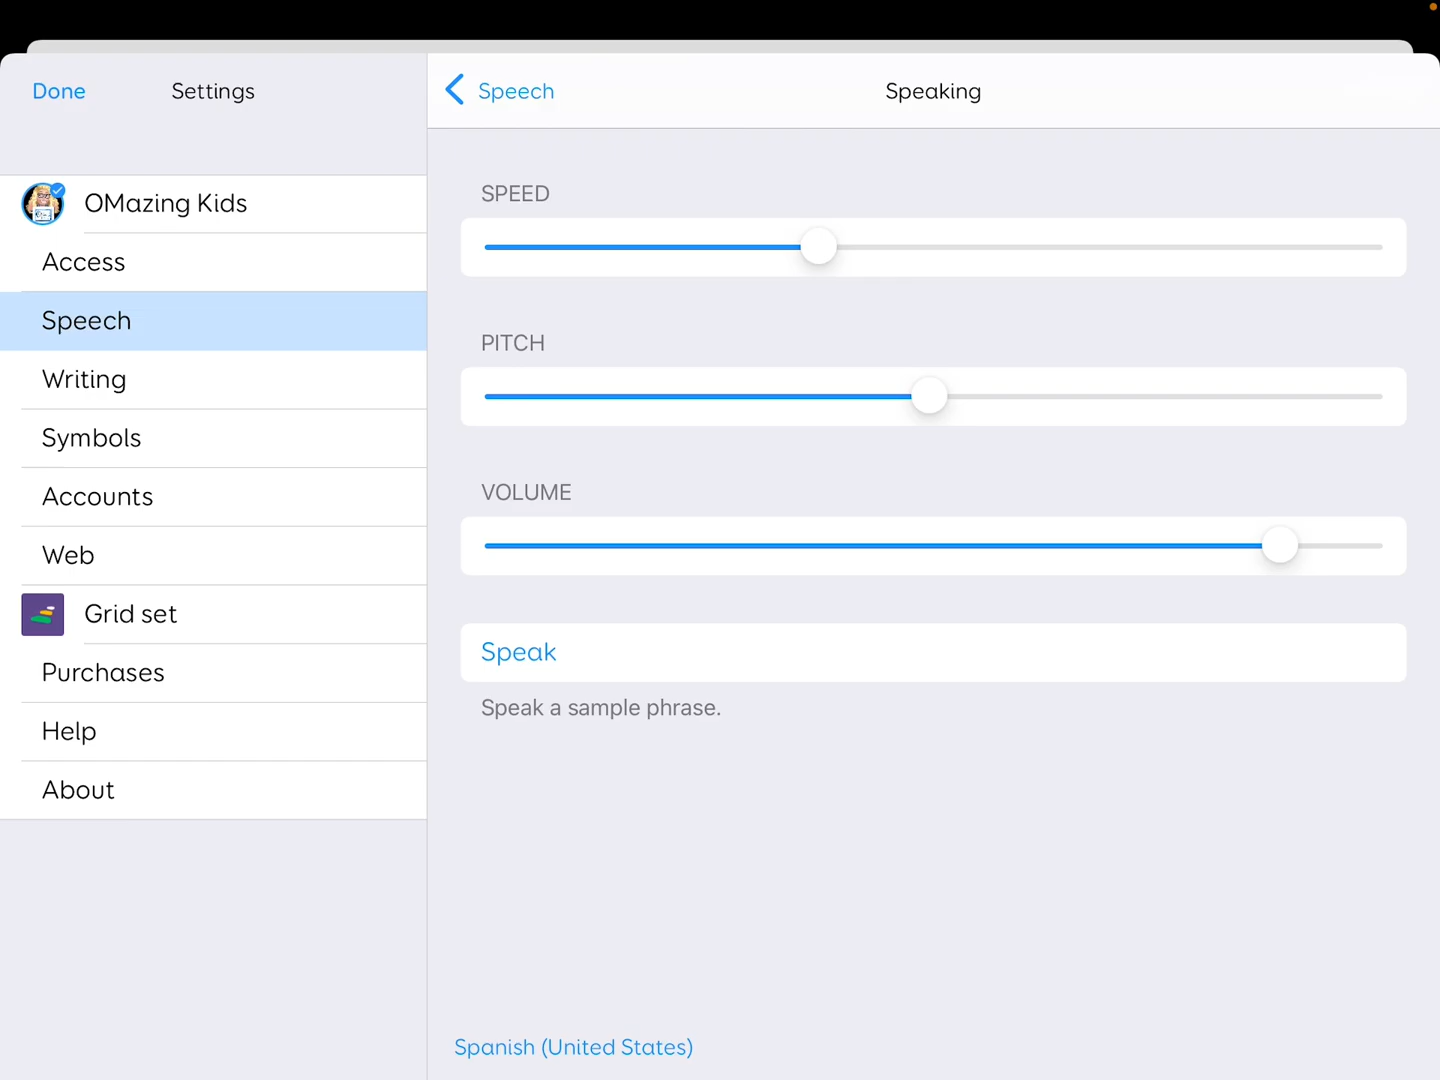 Done
Settings
OMazing Kids
Access
Speech
Writing
Symbols
Accounts
Web
Grid set
Purchases
Help
About
Speech
Speaking
SPEED
PITCH
VOLUME
Speak
Speak a sample phrase.
Spanish (United States)